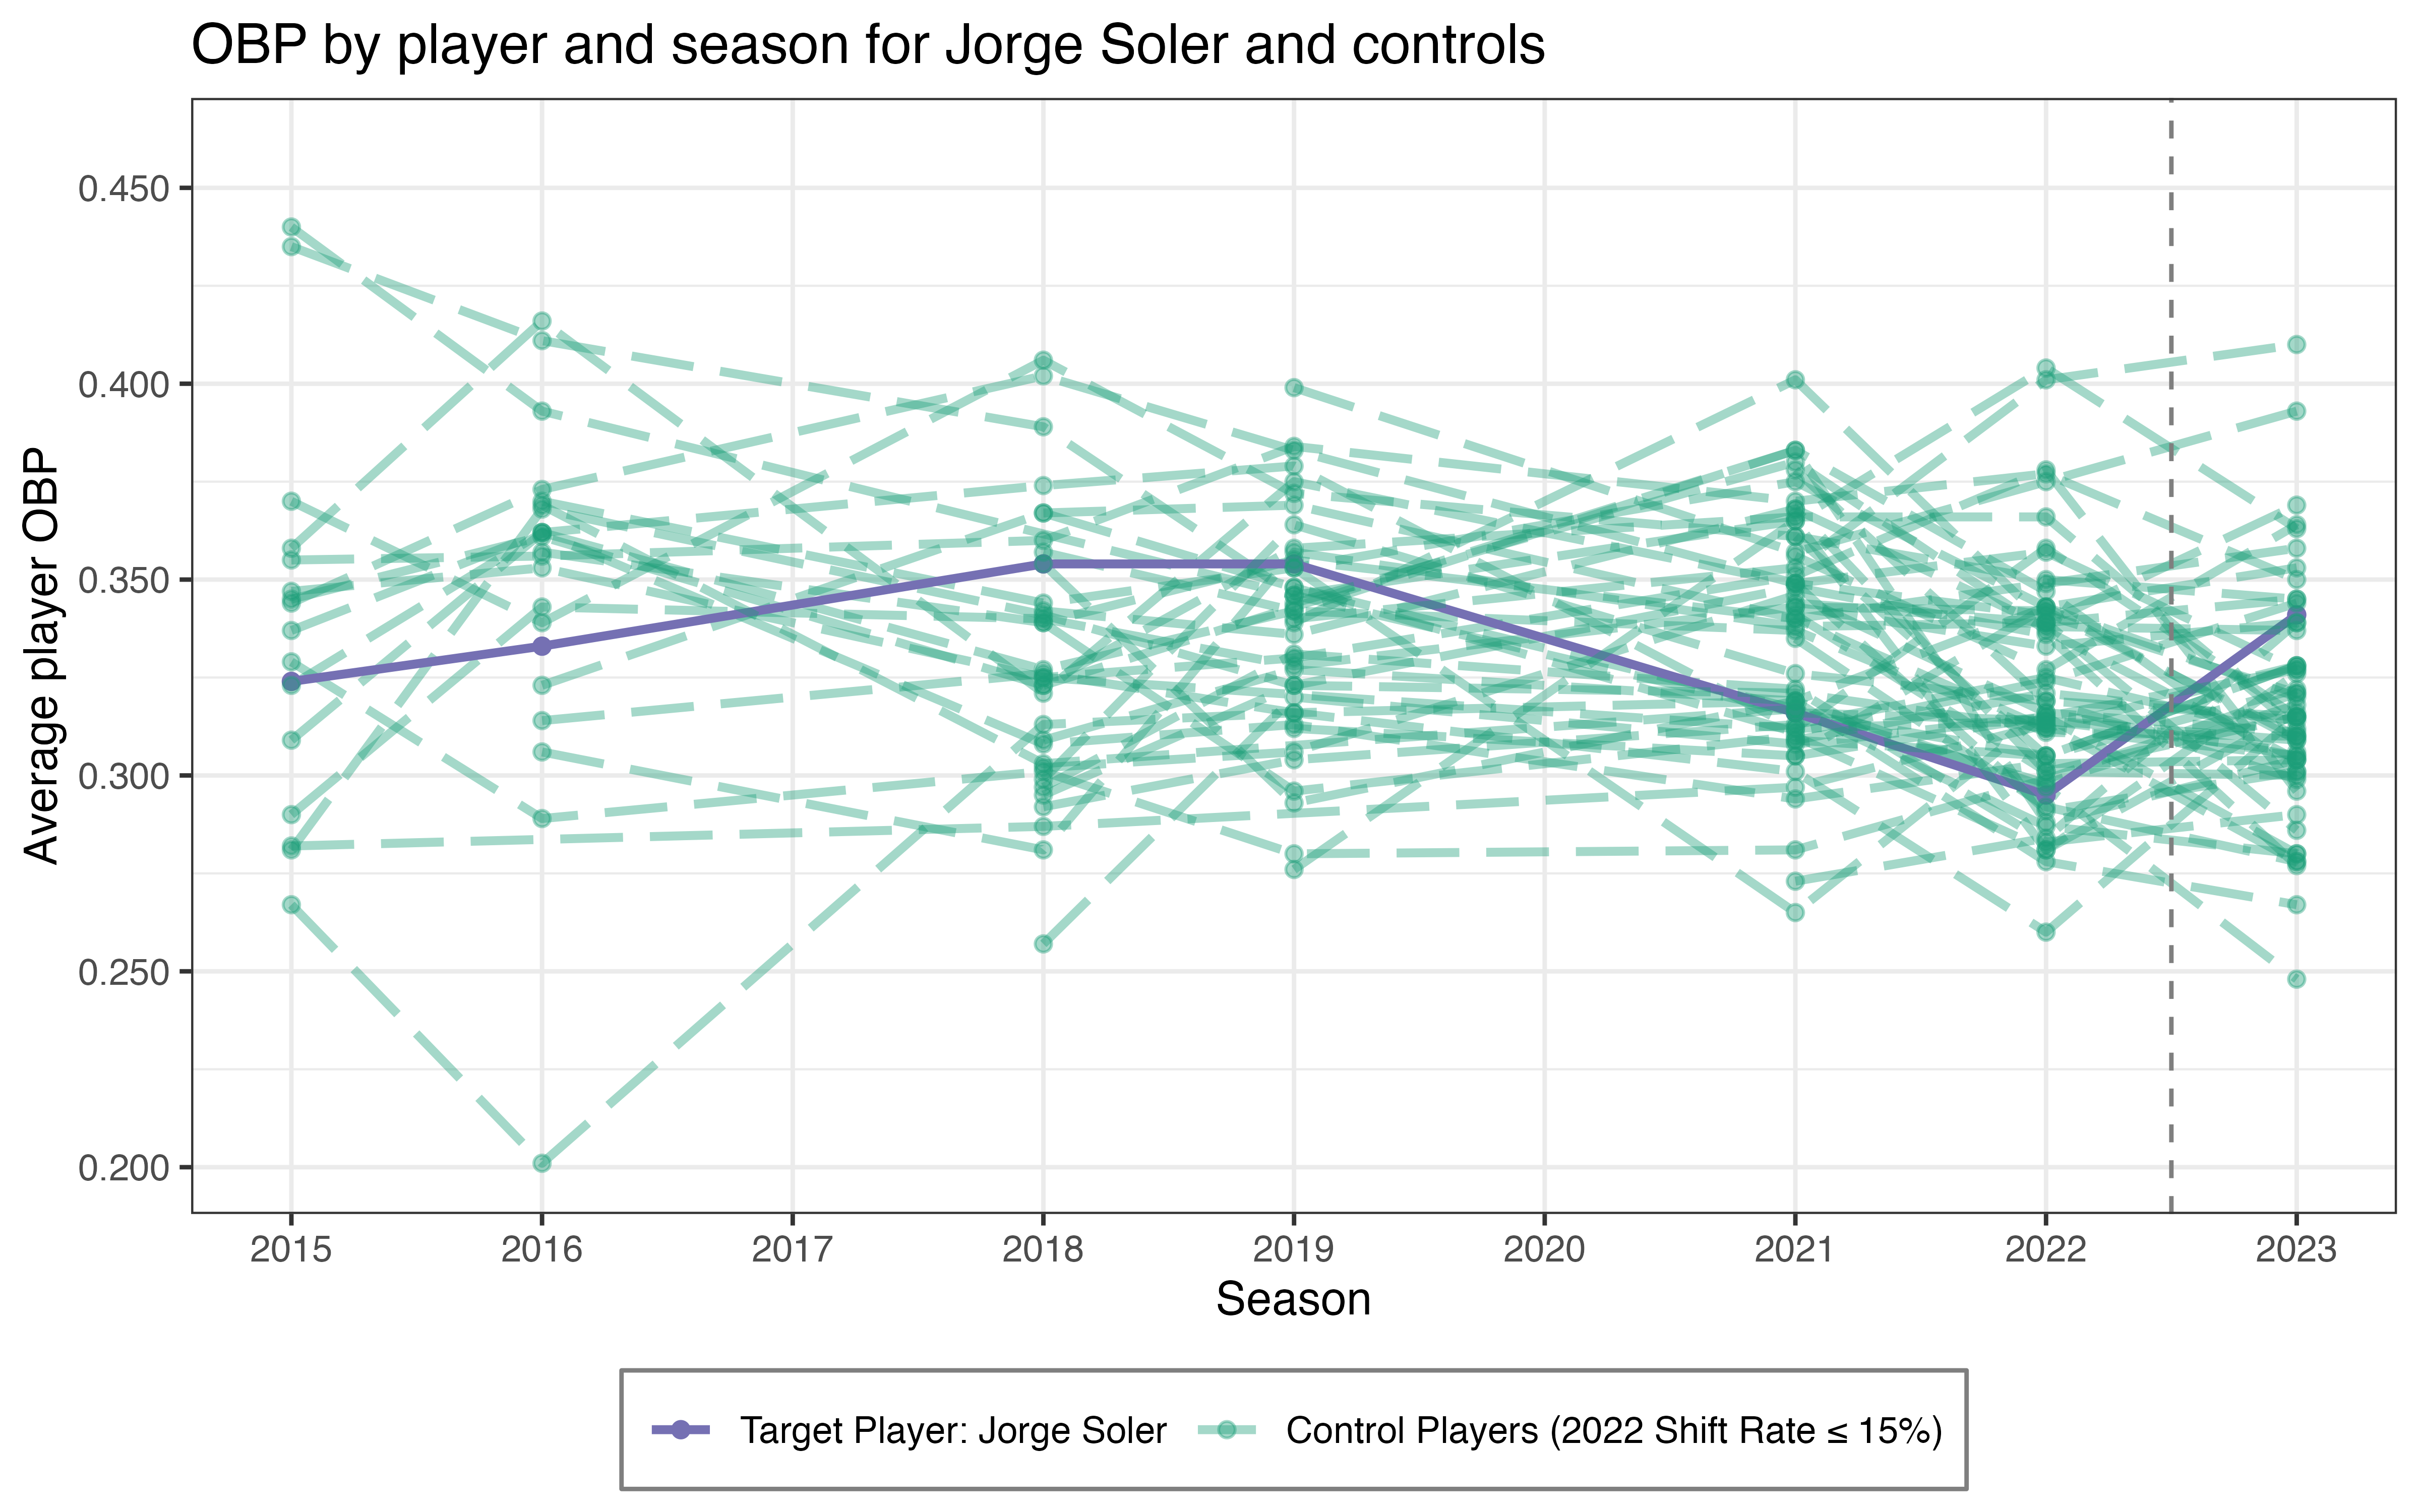 OBP by player and season for Jorge Soler and controls
Average player OBP
0.450
0.400
0.350
0.300
0.250
0.200
2015 2016 2017 2018 2019 2020 2021 2022 2023
Season
Target Player: Jorge Soler Control Players (2022 Shift Rate ≤ 15%)